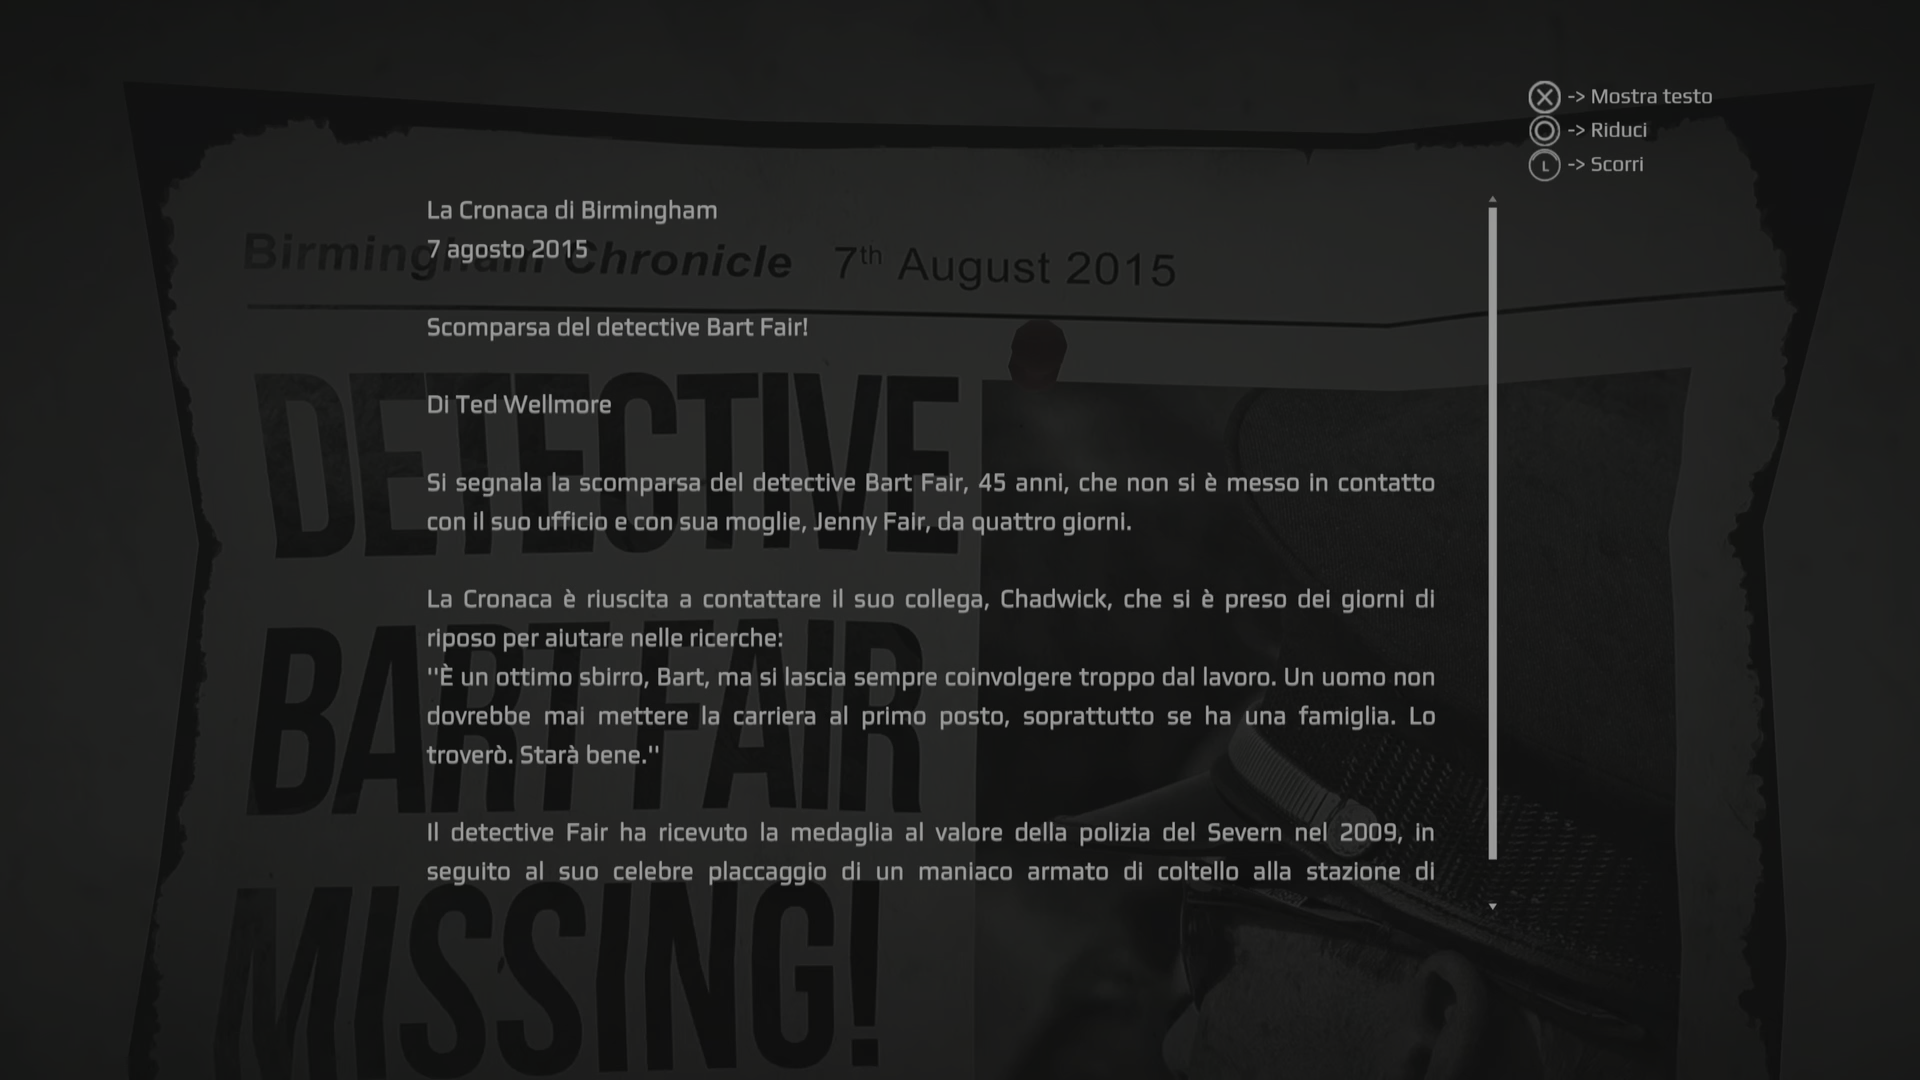 -> Mostra testo
-> Riduci
L -> Scorri
La Cronaca di Birmingham
7 agosto 2015
Birmingham Chronicle 7th August 2015
Scomparsa del detective Bart Fair!
DETECTIVE
Di Ted Wellmore
Si segnala la scomparsa del detective Bart Fair, 45 anni, che non si è messo in contatto
con il suo ufficio e con sua moglie, Jenny Fair, da quattro giorni.
La Cronaca è riuscita a contattare il suo collega, Chadwick, che si è preso dei giorni di
riposo per aiutare nelle ricerche:
BART FAIR
''È un ottimo sbirro, Bart, ma si lascia sempre coinvolgere troppo dal lavoro. Un uomo non
dovrebbe mai mettere la carriera al primo posto, soprattutto se ha una famiglia. Lo
troverò. Starà bene.''
Il detective Fair ha ricevuto la medaglia al valore della polizia del Severn nel 2009, in
seguito al suo celebre placcaggio di un maniaco armato di coltello alla stazione di
MISSING!